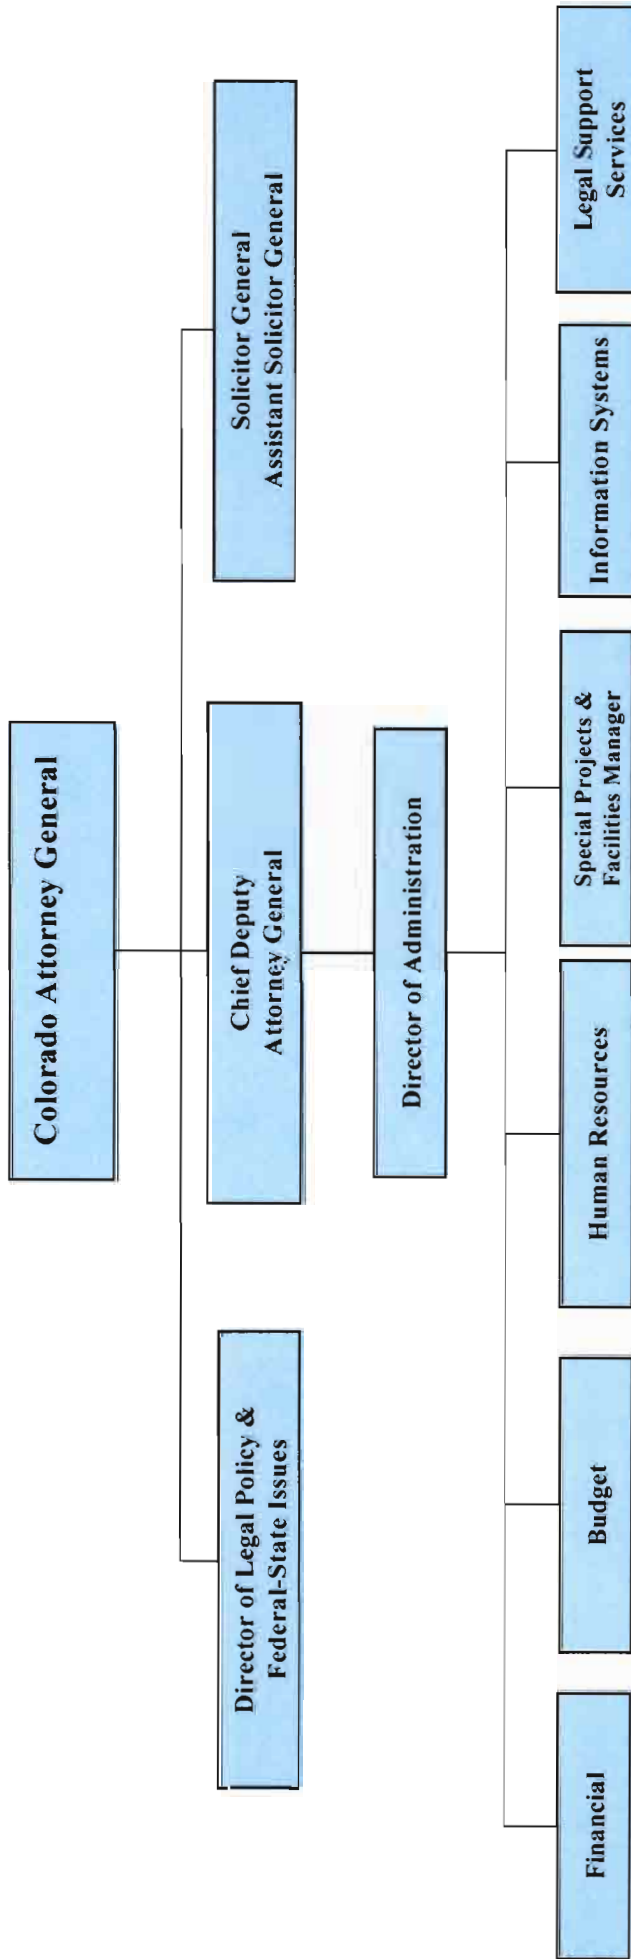 Colorado Attorney General
Director of Legal Policy &
Federal-State Issues
Chief Deputy
Attorney General
Solicitor General
Assistant Solicitor General
Director of Administration
Financial
Budget
Human Resources
Special Projects &
Facilities Manager
Information Systems
Legal Support
Services